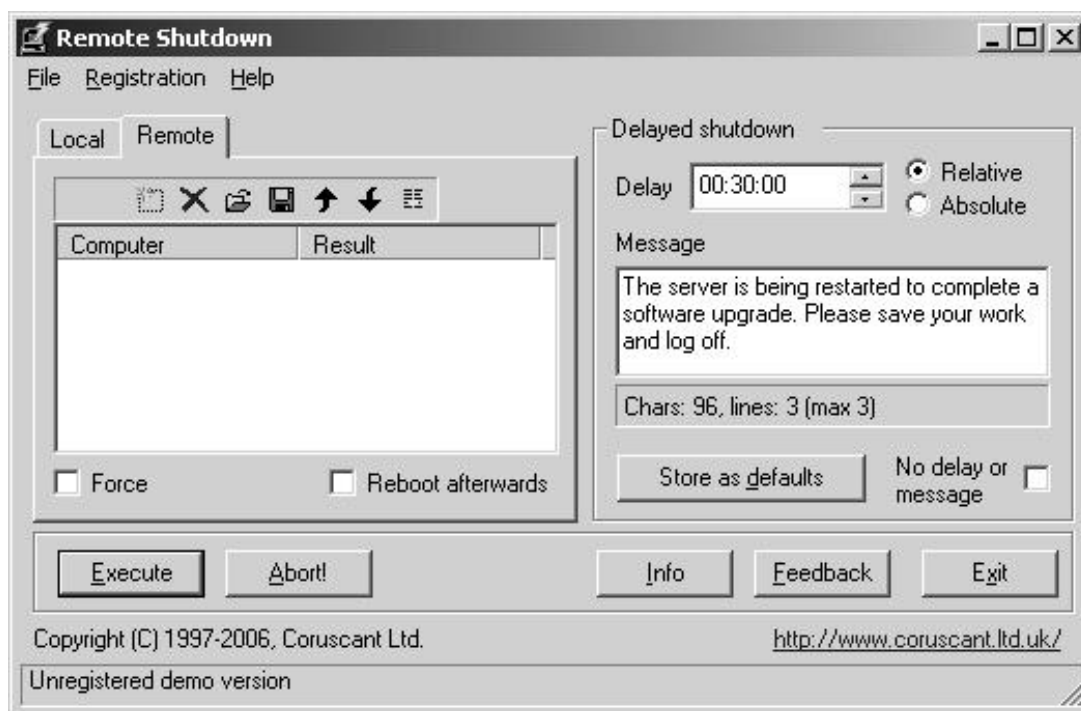 Remote Shutdown
File Registration Help
Local Remote
Computer Result
Force Reboot afterwards
Delayed shutdown
Delay 00:30:00 Relative
Absolute
Message
The server is being restarted to complete a
software upgrade. Please save your work
and log off.
Chars: 96, lines: 3 (max 3)
Store as defaults No delay or
message
Execute Abort! Info Feedback Exit
Copyright (C) 1997-2006, Coruscant Ltd. http://www.coruscant.ltd.uk/
Unregistered demo version